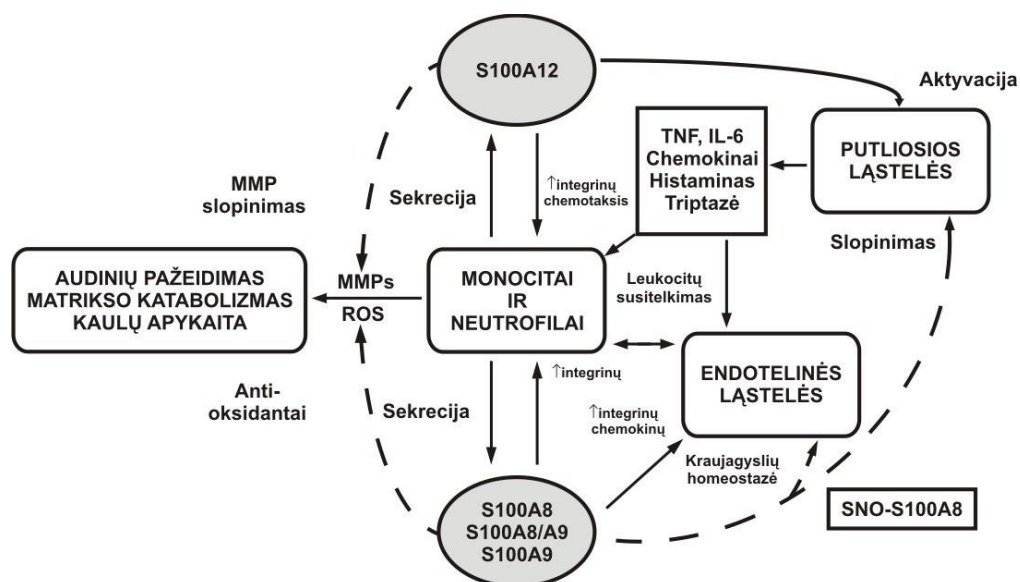 S100A12
Aktyvacija
TNF, IL-6
Chemokinai
Histaminas
Triptazė
PUTLIOSIOS
LĄSTELĖS
MMP
slopinimas
Sekrecija
↑integrinų
chemotaksis
Slopinimas
AUDINIŲ PAŽEIDIMAS
MATRIKSO KATABOLIZMAS
KAULŲ APYKAITA
MMPs
ROS
MONOCITAI
IR
NEUTROFILAI
Leukocitų
susitelkimas
ENDOTELINĖS
LĄSTELĖS
Anti-
oksidantai
Sekrecija
↑integrinų
↑integrinų
chemokinų
Kraujagyslių
homeostazė
SNO-S100A8
S100A8
S100A8/A9
S100A9